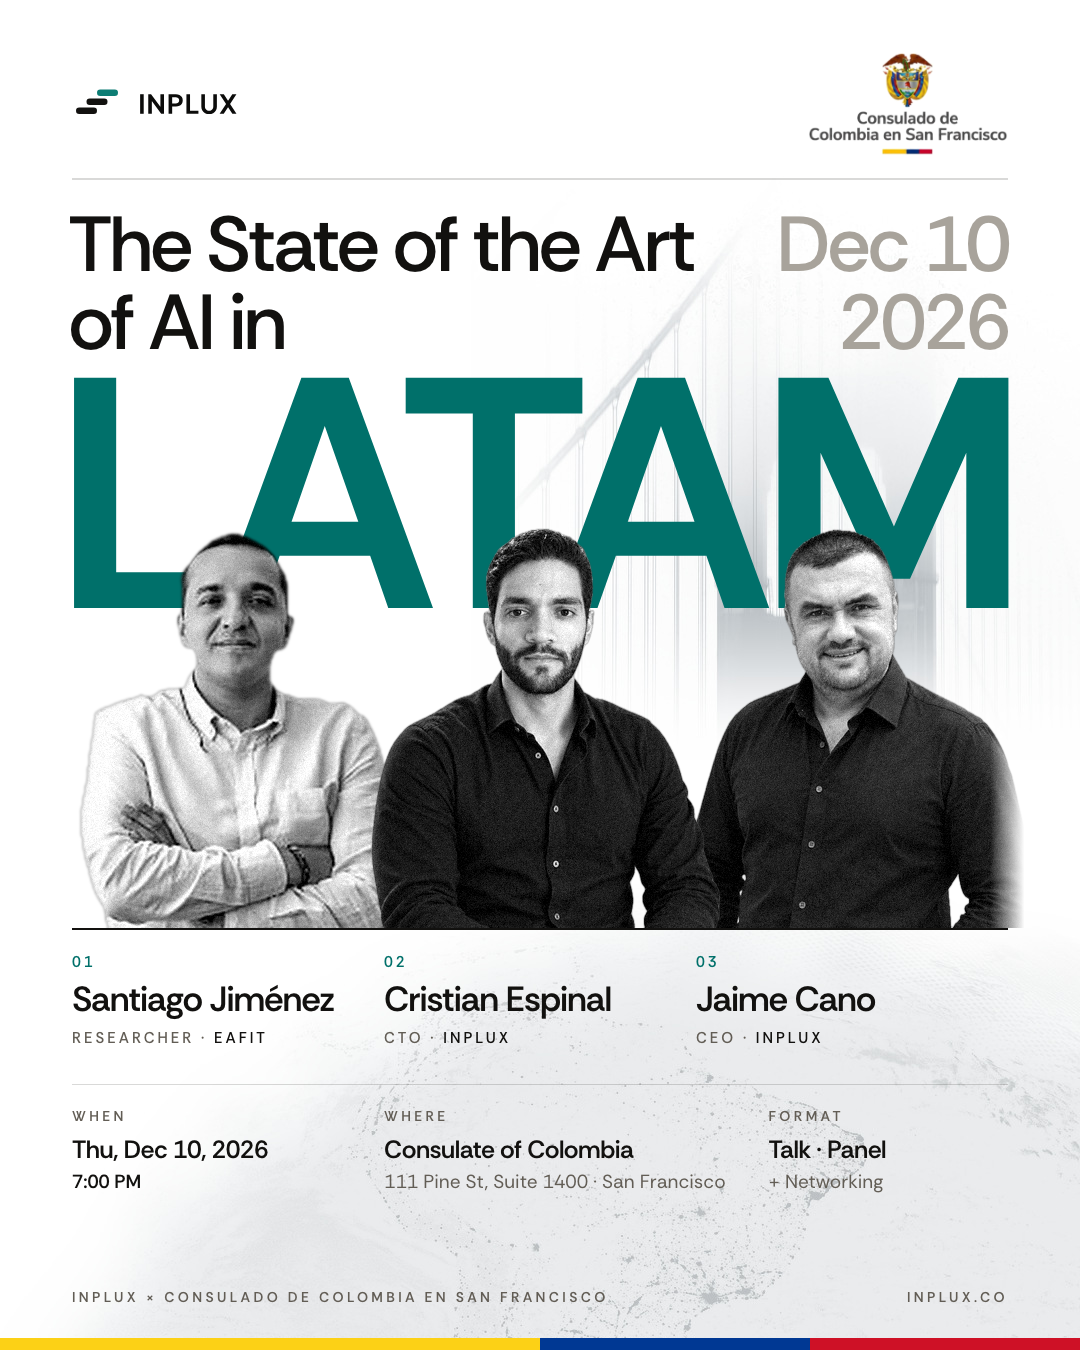 INPLUX
Consulado de
Colombia en San Francisco
The State of the Art
of AI in
Dec 10
2026
LATAM
01
Santiago Jiménez
RESEARCHER · EAFIT
02
Cristian Espinal
CTO · INPLUX
03
Jaime Cano
CEO · INPLUX
WHEN
Thu, Dec 10, 2026
7:00 PM
WHERE
Consulate of Colombia
111 Pine St, Suite 1400 · San Francisco
FORMAT
Talk · Panel
+ Networking
INPLUX × CONSULADO DE COLOMBIA EN SAN FRANCISCO
INPLUX.CO